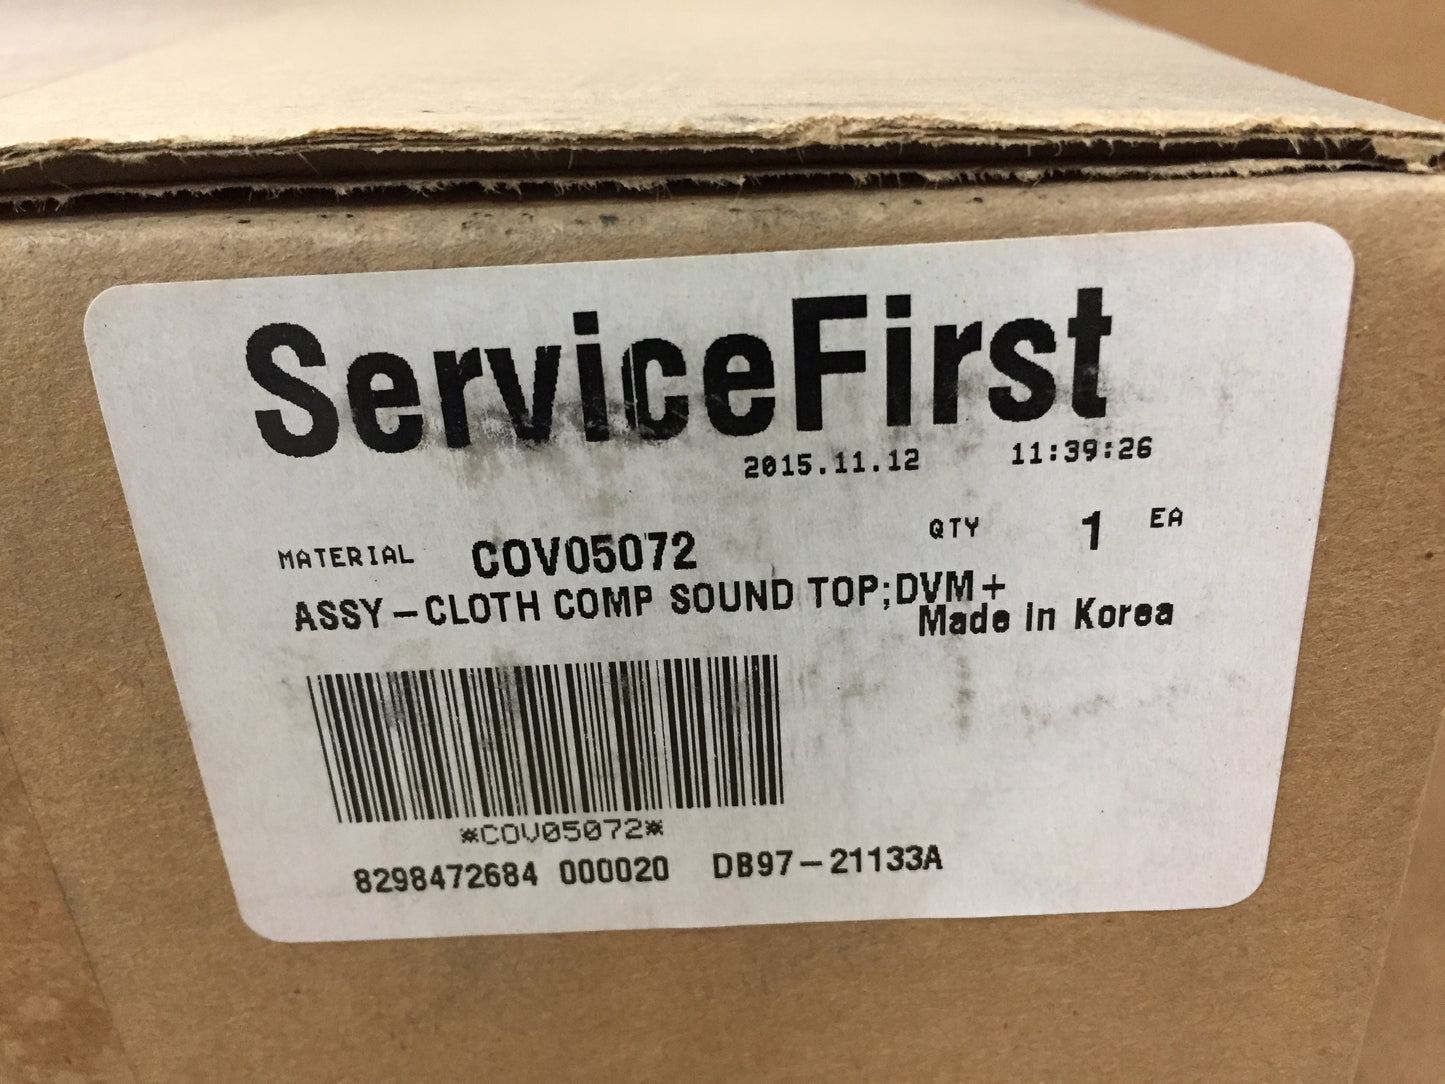 ServiceFirst
2015.11.12 11:39:26
MATERIAL COV05072 QTY 1 EA
ASSY-CLOTH COMP SOUND TOP;DVM+
Made in Korea
*COV05072*
8298472684 000020 DB97-21133A